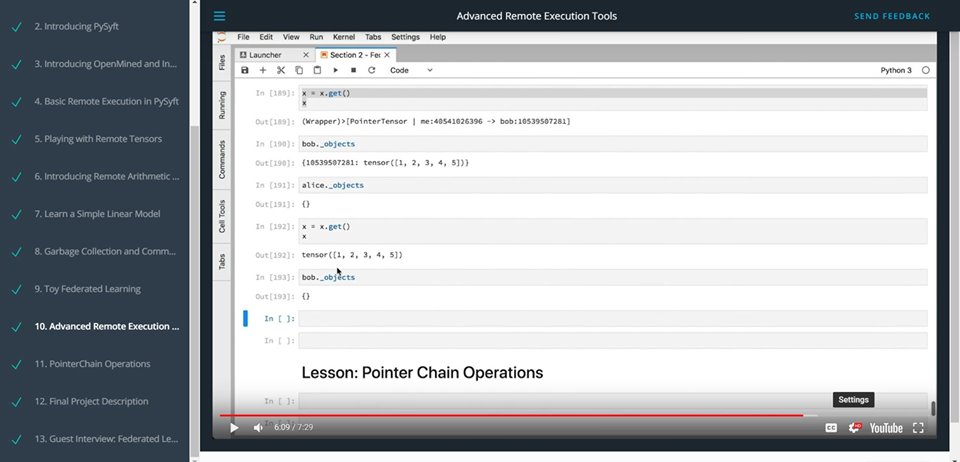 Advanced Remote Execution Tools
SEND FEEDBACK
2. Introducing PySyft
3. Introducing OpenMined and In...
4. Basic Remote Execution in PySyft
5. Playing with Remote Tensors
6. Introducing Remote Arithmetic ...
7. Learn a Simple Linear Model
8. Garbage Collection and Comm...
9. Toy Federated Learning
10. Advanced Remote Execution ...
11. PointerChain Operations
12. Final Project Description
13. Guest Interview: Federated Le...
File Edit View Run Kernel Tabs Settings Help
Files
Running
Commands
Cell Tools
Tabs
Launcher
Section 2 - Fe
Code
Python 3
In [189]: x = x.get()
x
Out[189]: (Wrapper)>[PointerTensor | me:40541026396 -> bob:10539507281]
In [190]: bob._objects
Out[190]: {10539507281: tensor([1, 2, 3, 4, 5])}
In [191]: alice._objects
Out[191]: {}
In [192]: x = x.get()
x
Out[192]: tensor([1, 2, 3, 4, 5])
In [193]: bob._objects
Out[193]: {}
In [ ]:
In [ ]:
Lesson: Pointer Chain Operations
In [ ]:
Settings
6:09 / 7:29
CC
HD
YouTube